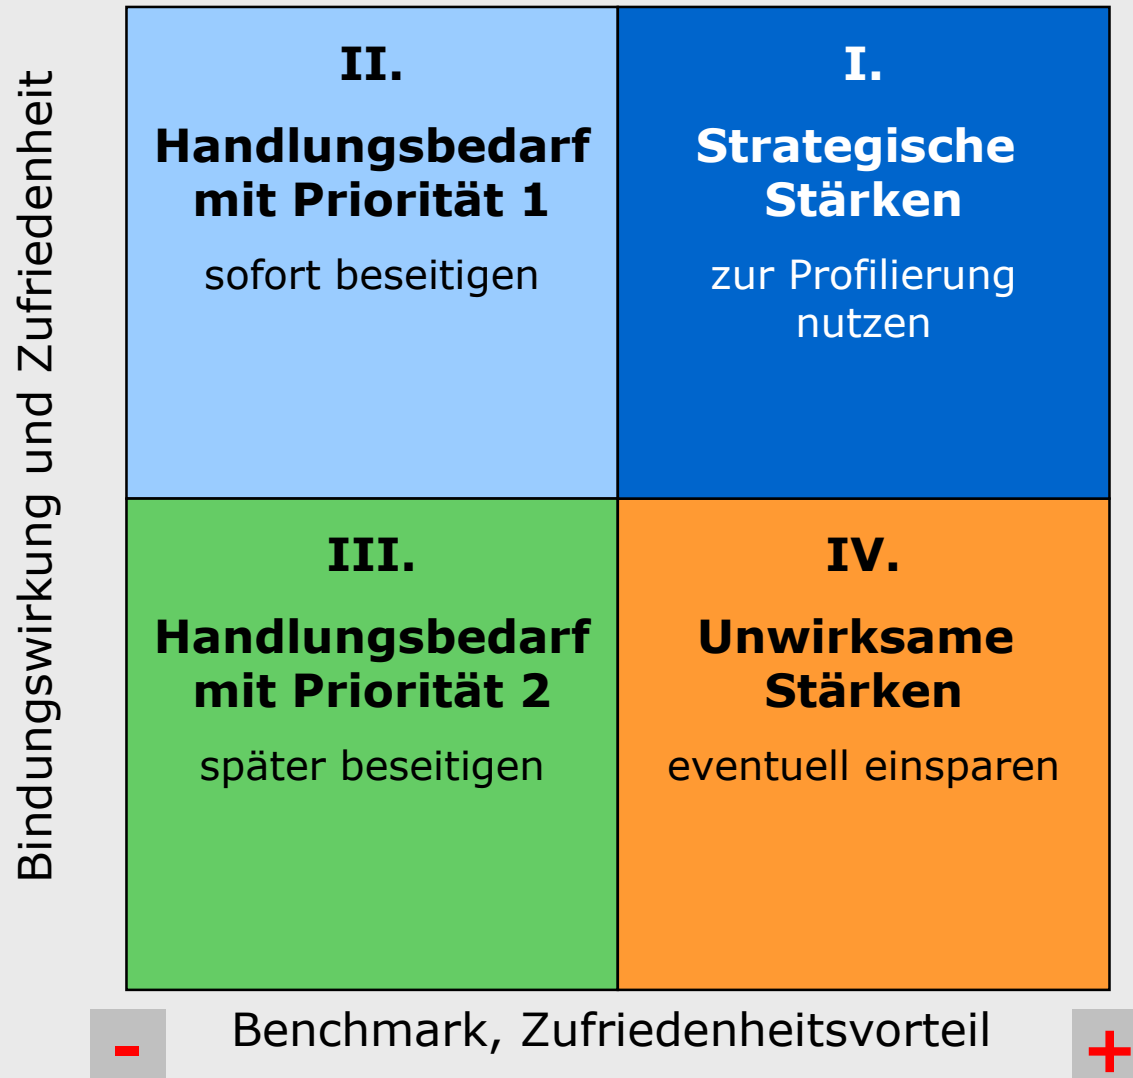 Bindungswirkung und Zufriedenheit
II.
Handlungsbedarf
mit Priorität 1
sofort beseitigen
I.
Strategische
Stärken
zur Profilierung
nutzen
III.
Handlungsbedarf
mit Priorität 2
später beseitigen
IV.
Unwirksame
Stärken
eventuell einsparen
-
Benchmark, Zufriedenheitsvorteil
+